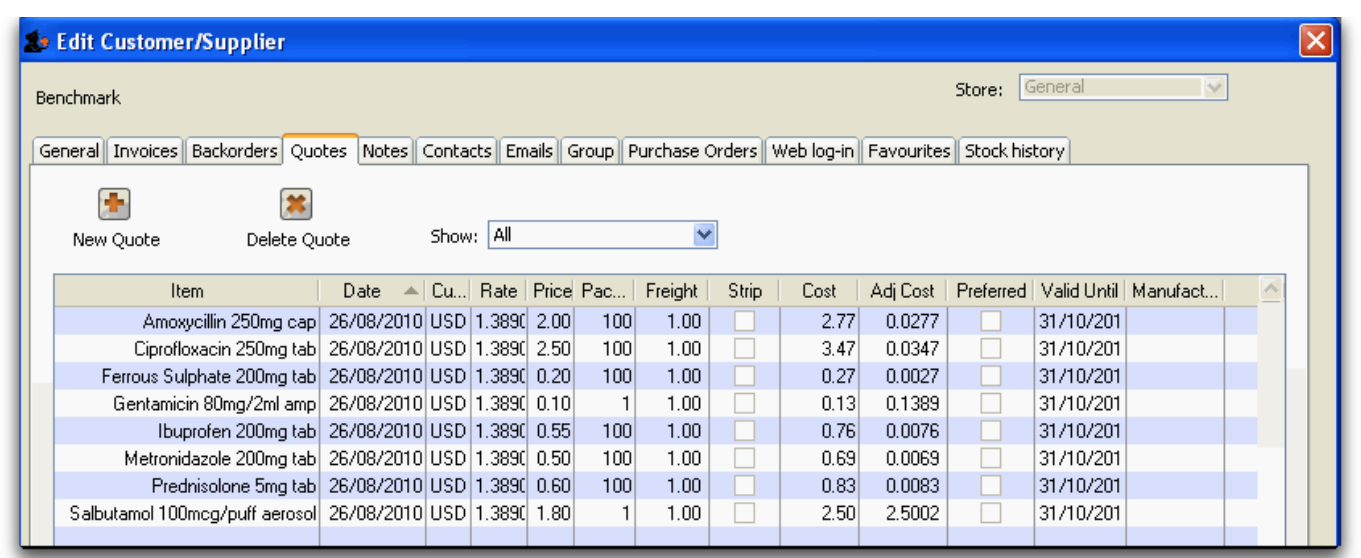 Edit Customer/Supplier
Benchmark Store: General
General Invoices Backorders Quotes Notes Contacts Emails Group Purchase Orders Web log-in Favourites Stock history
New Quote Delete Quote Show: All
Item Date Cu... Rate Price Pac... Freight Strip Cost Adj Cost Preferred Valid Until Manufact...
Amoxycillin 250mg cap 26/08/2010 USD 1.3890 2.00 100 1.00 2.77 0.0277 31/10/201
Ciprofloxacin 250mg tab 26/08/2010 USD 1.3890 2.50 100 1.00 3.47 0.0347 31/10/201
Ferrous Sulphate 200mg tab 26/08/2010 USD 1.3890 0.20 100 1.00 0.27 0.0027 31/10/201
Gentamicin 80mg/2ml amp 26/08/2010 USD 1.3890 0.10 1 1.00 0.13 0.1389 31/10/201
Ibuprofen 200mg tab 26/08/2010 USD 1.3890 0.55 100 1.00 0.76 0.0076 31/10/201
Metronidazole 200mg tab 26/08/2010 USD 1.3890 0.50 100 1.00 0.69 0.0069 31/10/201
Prednisolone 5mg tab 26/08/2010 USD 1.3890 0.60 100 1.00 0.83 0.0083 31/10/201
Salbutamol 100mcg/puff aerosol 26/08/2010 USD 1.3890 1.80 1 1.00 2.50 2.5002 31/10/201